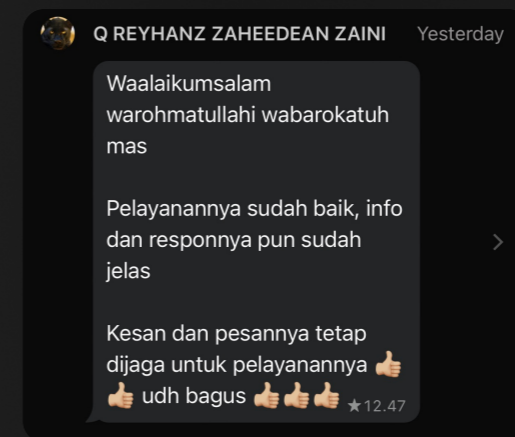 Q REYHANZ ZAHEEDEAN ZAINI Yesterday
Waalaikumsalam
warohmatullahi wabarokatuh
mas
Pelayanannya sudah baik, info
dan responnya pun sudah
jelas
Kesan dan pesannya tetap
dijaga untuk pelayanannya 👍🏼
👍🏼 udh bagus 👍🏼👍🏼👍🏼 ★12.47